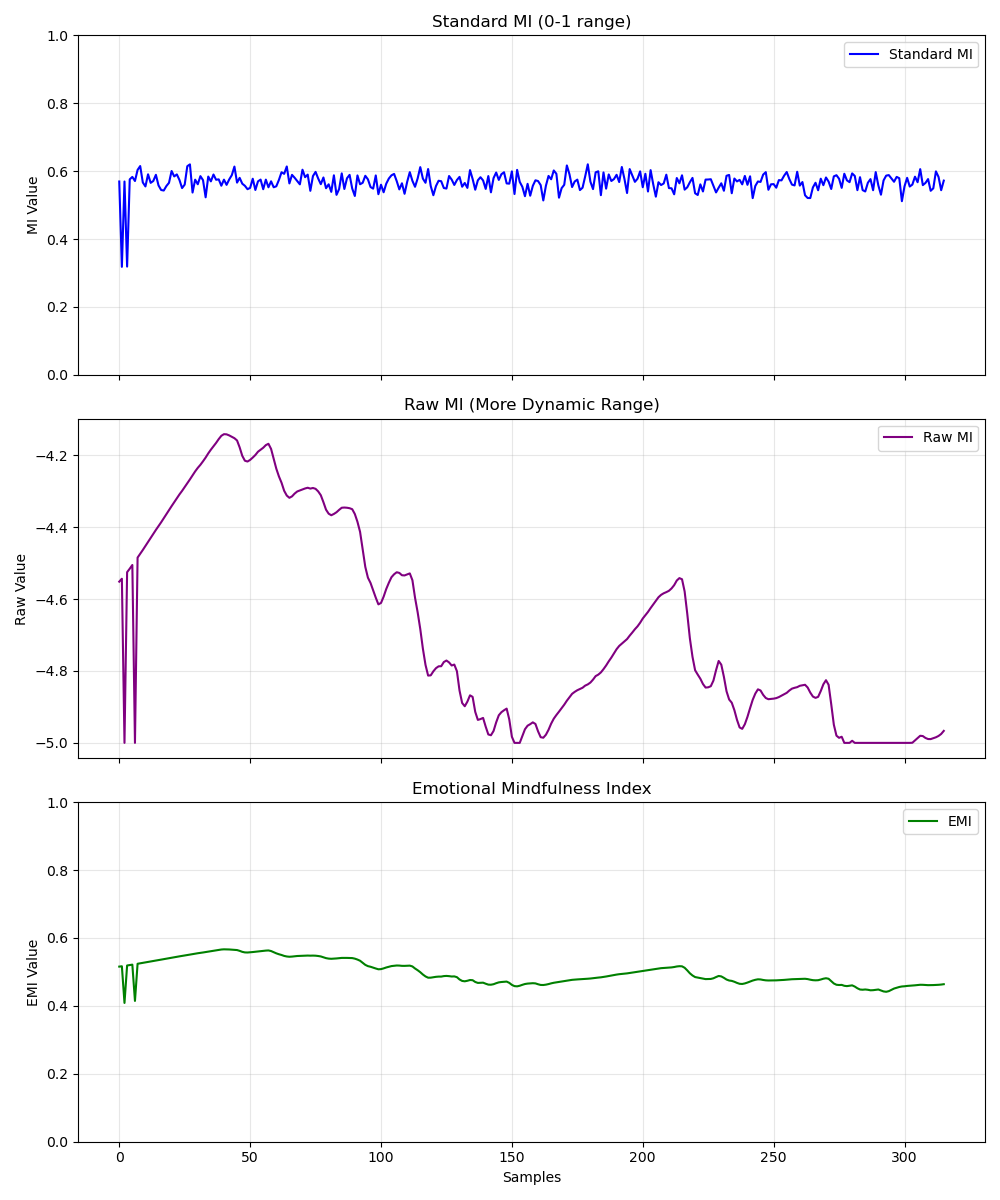 Standard MI (0-1 range)
Standard MI
MI Value
1.0
0.8
0.6
0.4
0.2
0.0
Raw MI (More Dynamic Range)
Raw MI
Raw Value
−4.2
−4.4
−4.6
−4.8
−5.0
Emotional Mindfulness Index
EMI
EMI Value
1.0
0.8
0.6
0.4
0.2
0.0
0 50 100 150 200 250 300
Samples